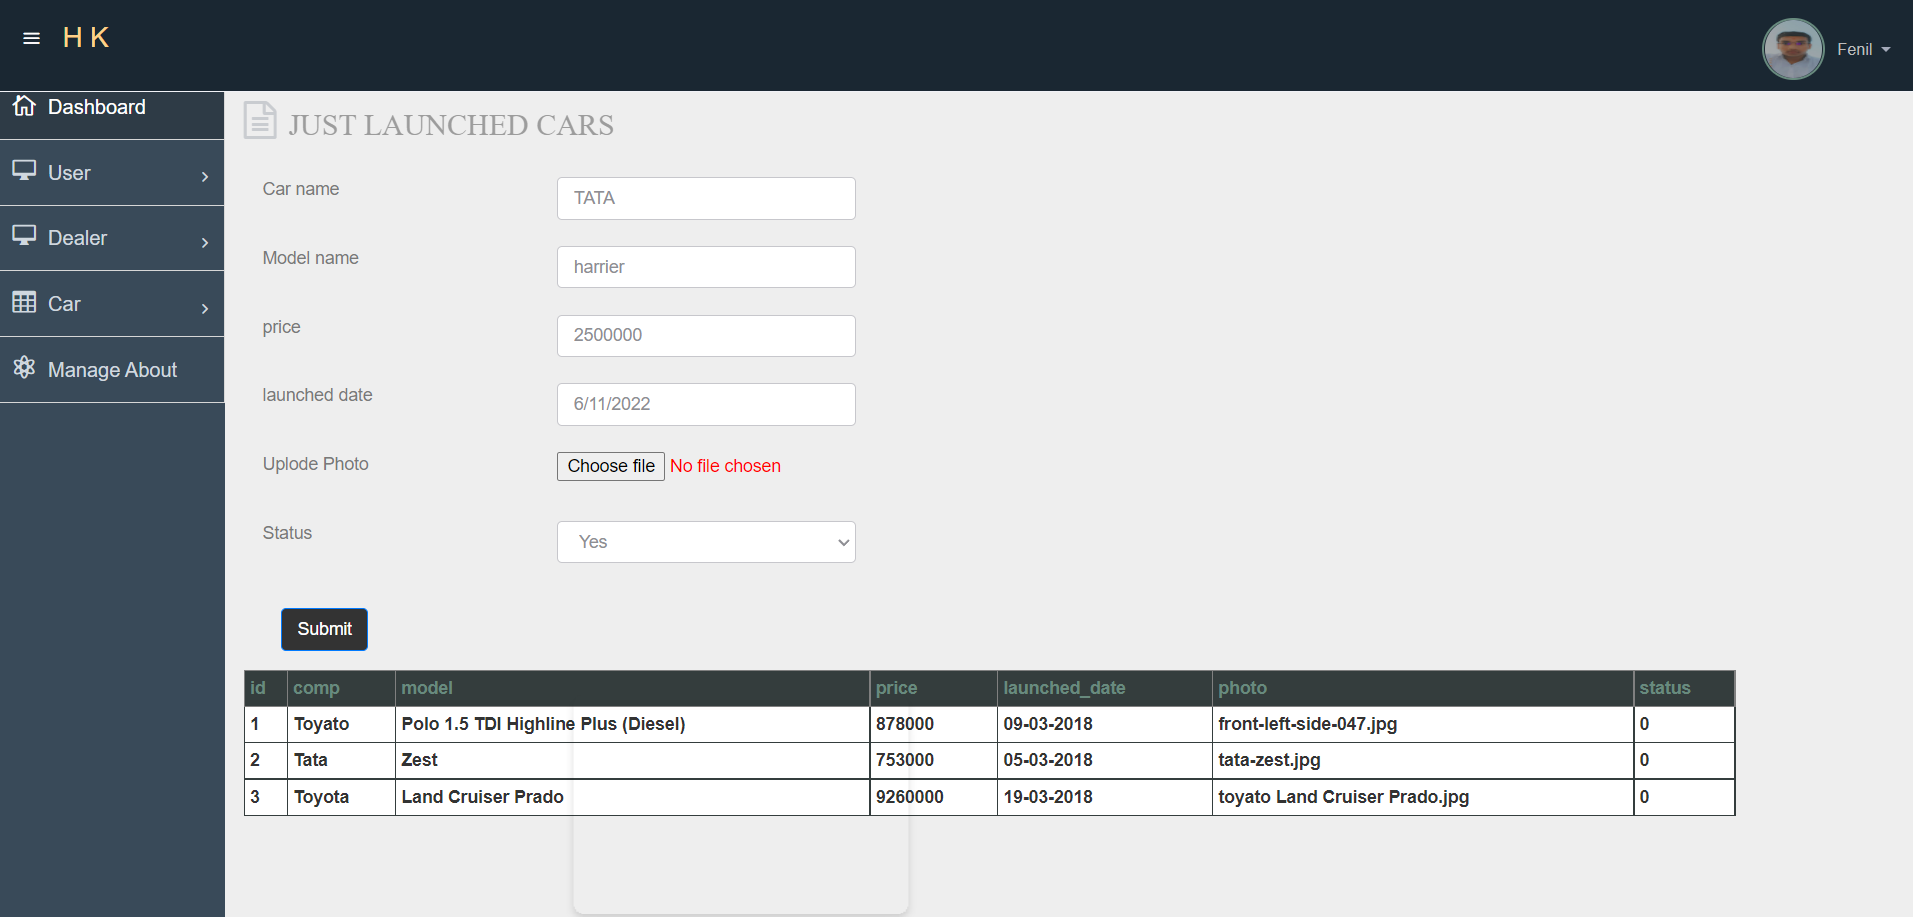 H K
Fenil
Dashboard
User
Dealer
Car
Manage About
JUST LAUNCHED CARS
Car name TATA
Model name harrier
price 2500000
launched date 6/11/2022
Uplode Photo Choose file No file chosen
Status Yes
Submit
id comp model price launched_date photo status
1 Toyato Polo 1.5 TDI Highline Plus (Diesel) 878000 09-03-2018 front-left-side-047.jpg 0
2 Tata Zest 753000 05-03-2018 tata-zest.jpg 0
3 Toyota Land Cruiser Prado 9260000 19-03-2018 toyato Land Cruiser Prado.jpg 0